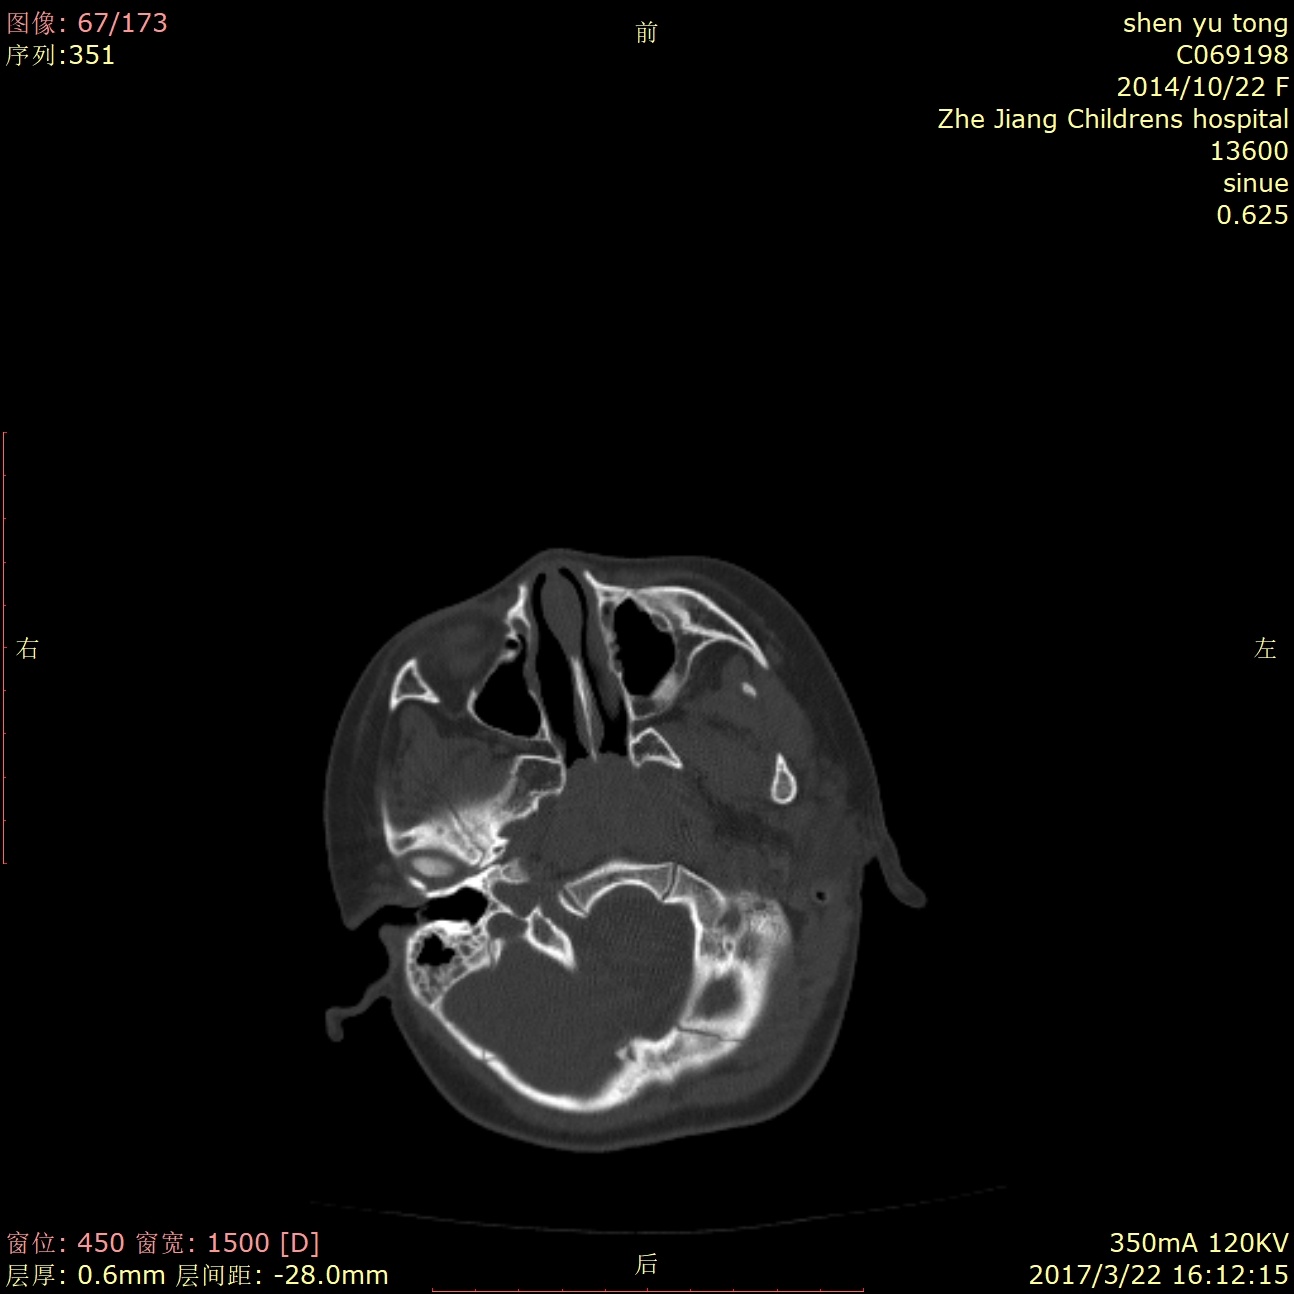 图像: 67/173
序列:351
前
shen yu tong
C069198
2014/10/22 F
Zhe Jiang Childrens hospital
13600
sinue
0.625
右
左
窗位: 450 窗宽: 1500 [D]
层厚: 0.6mm 层间距: -28.0mm
后
350mA 120KV
2017/3/22 16:12:15